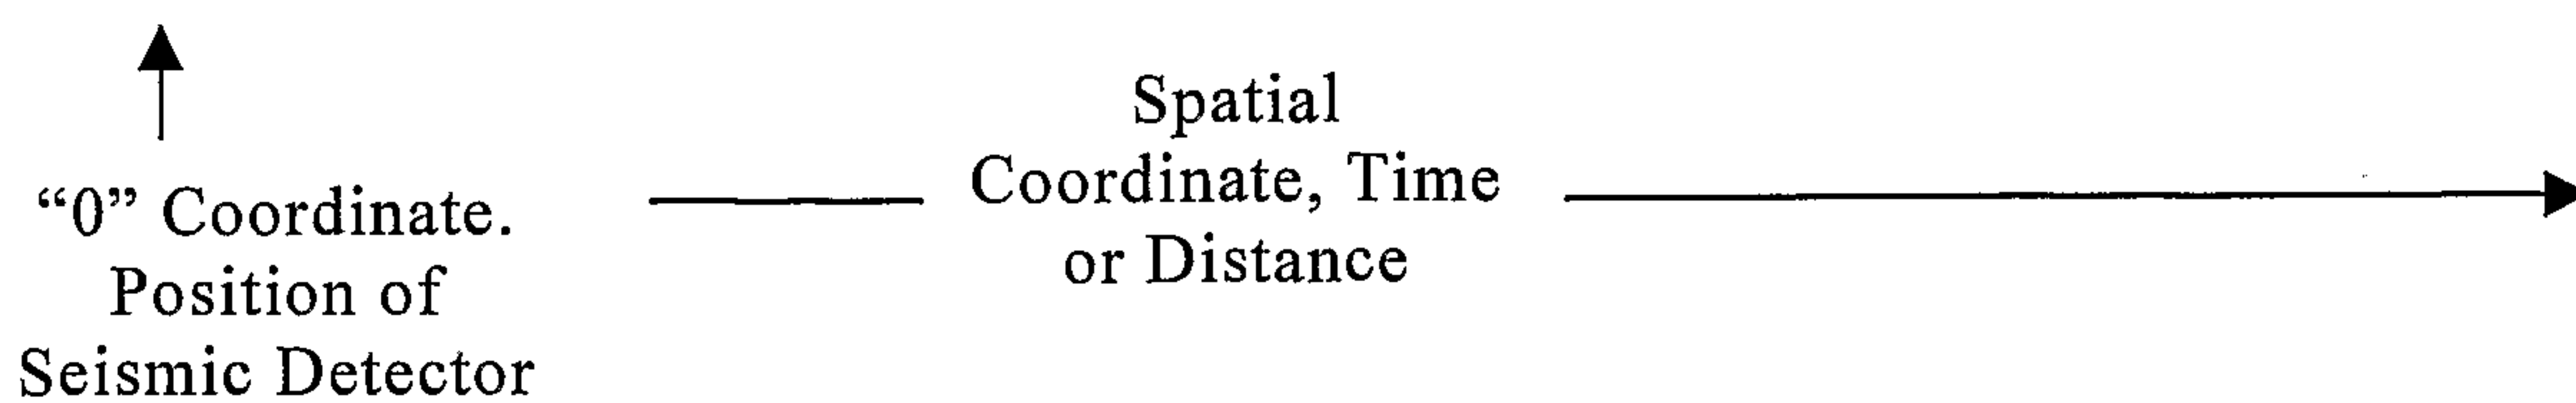 “0” Coordinate.
Position of
Seismic Detector
Spatial
Coordinate, Time
or Distance